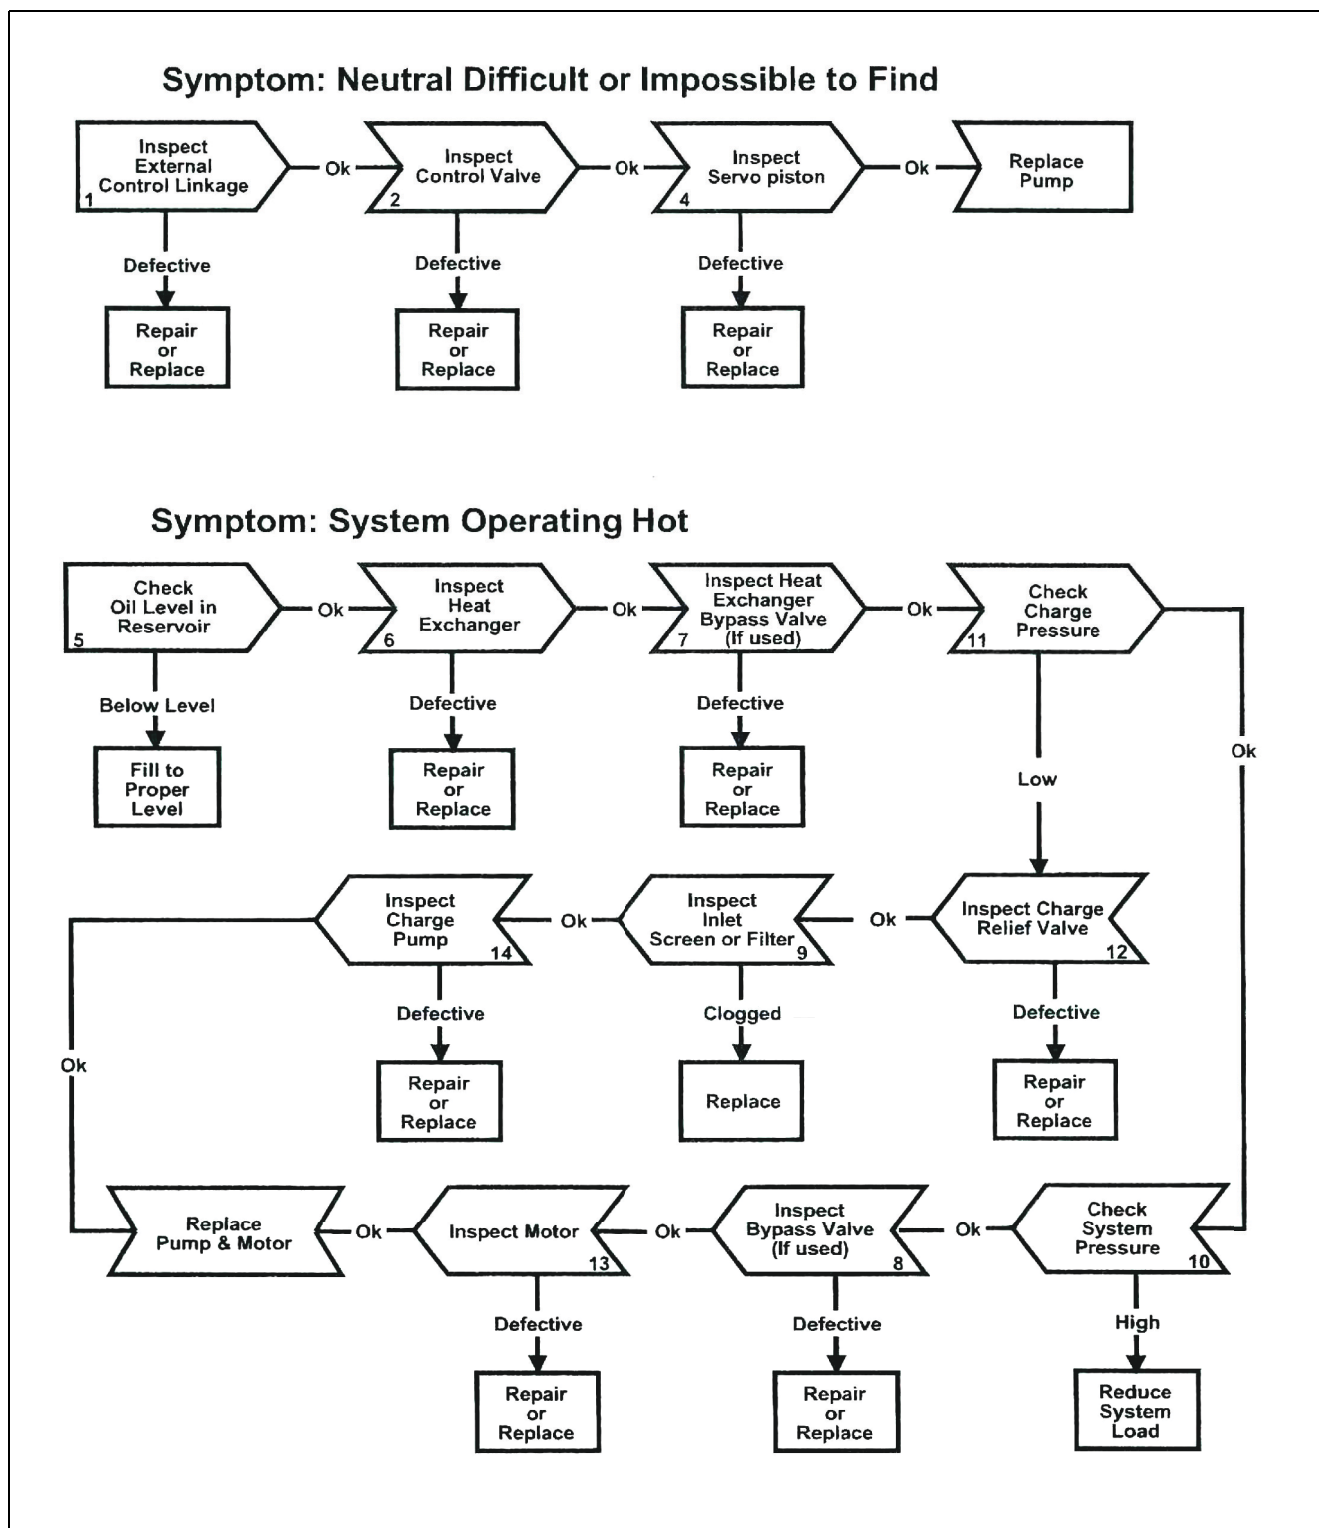 Symptom: Neutral Difficult or Impossible to Find
Inspect
External
Control Linkage
1
Ok
Inspect
Control Valve
2
Ok
Inspect
Servo piston
4
Ok
Replace
Pump
Defective
Defective
Defective
Repair
or
Replace
Repair
or
Replace
Repair
or
Replace
Symptom: System Operating Hot
Check
Oil Level in
Reservoir
5
Ok
Inspect
Heat
Exchanger
6
Ok
Inspect Heat
Exchanger
Bypass Valve
(If used)
7
Ok
Check
Charge
Pressure
11
Below Level
Defective
Defective
Low
Ok
Fill to
Proper
Level
Repair
or
Replace
Repair
or
Replace
Inspect Charge
Relief Valve
12
Ok
Inspect
Inlet
Screen or Filter
9
Ok
Inspect
Charge
Pump
14
Defective
Clogged
Defective
Ok
Repair
or
Replace
Replace
Repair
or
Replace
Check
System
Pressure
10
Ok
Inspect
Bypass Valve
(If used)
8
Ok
Inspect Motor
13
Ok
Replace
Pump & Motor
Defective
Defective
High
Repair
or
Replace
Repair
or
Replace
Reduce
System
Load